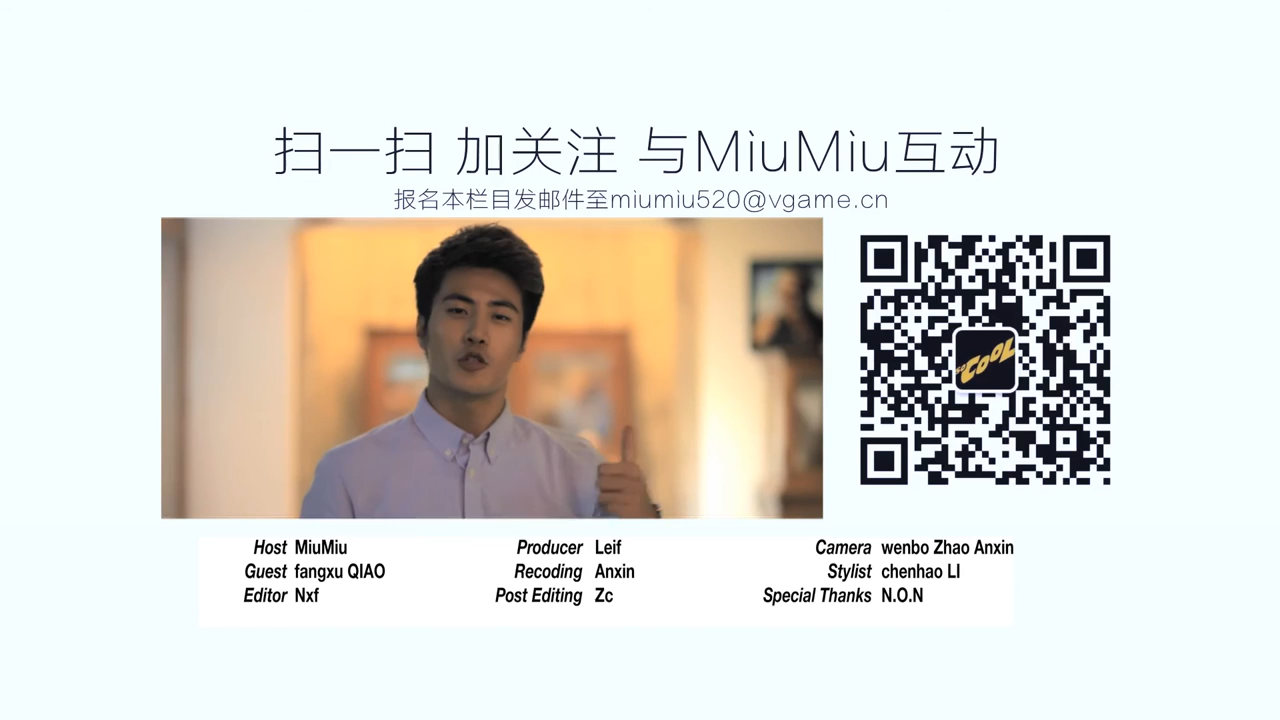 扫一扫 加关注 与MiuMiu互动
报名本栏目发邮件至miumiu520@vgame.cn
so COOL
Host MiuMiu
Guest fangxu QIAO
Editor Nxf
Producer Leif
Recoding Anxin
Post Editing Zc
Camera wenbo Zhao Anxin
Stylist chenhao LI
Special Thanks N.O.N